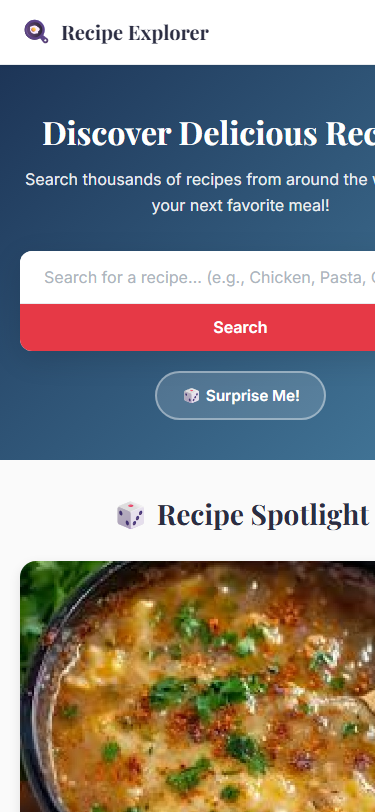 Recipe Explorer
Discover Delicious Rec
Search thousands of recipes from around the
your next favorite meal!
Search for a recipe... (e.g., Chicken, Pasta,
Search
Surprise Me!
Recipe Spotlight